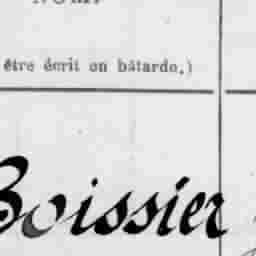 être écrit en bâtarde.)
Boissier